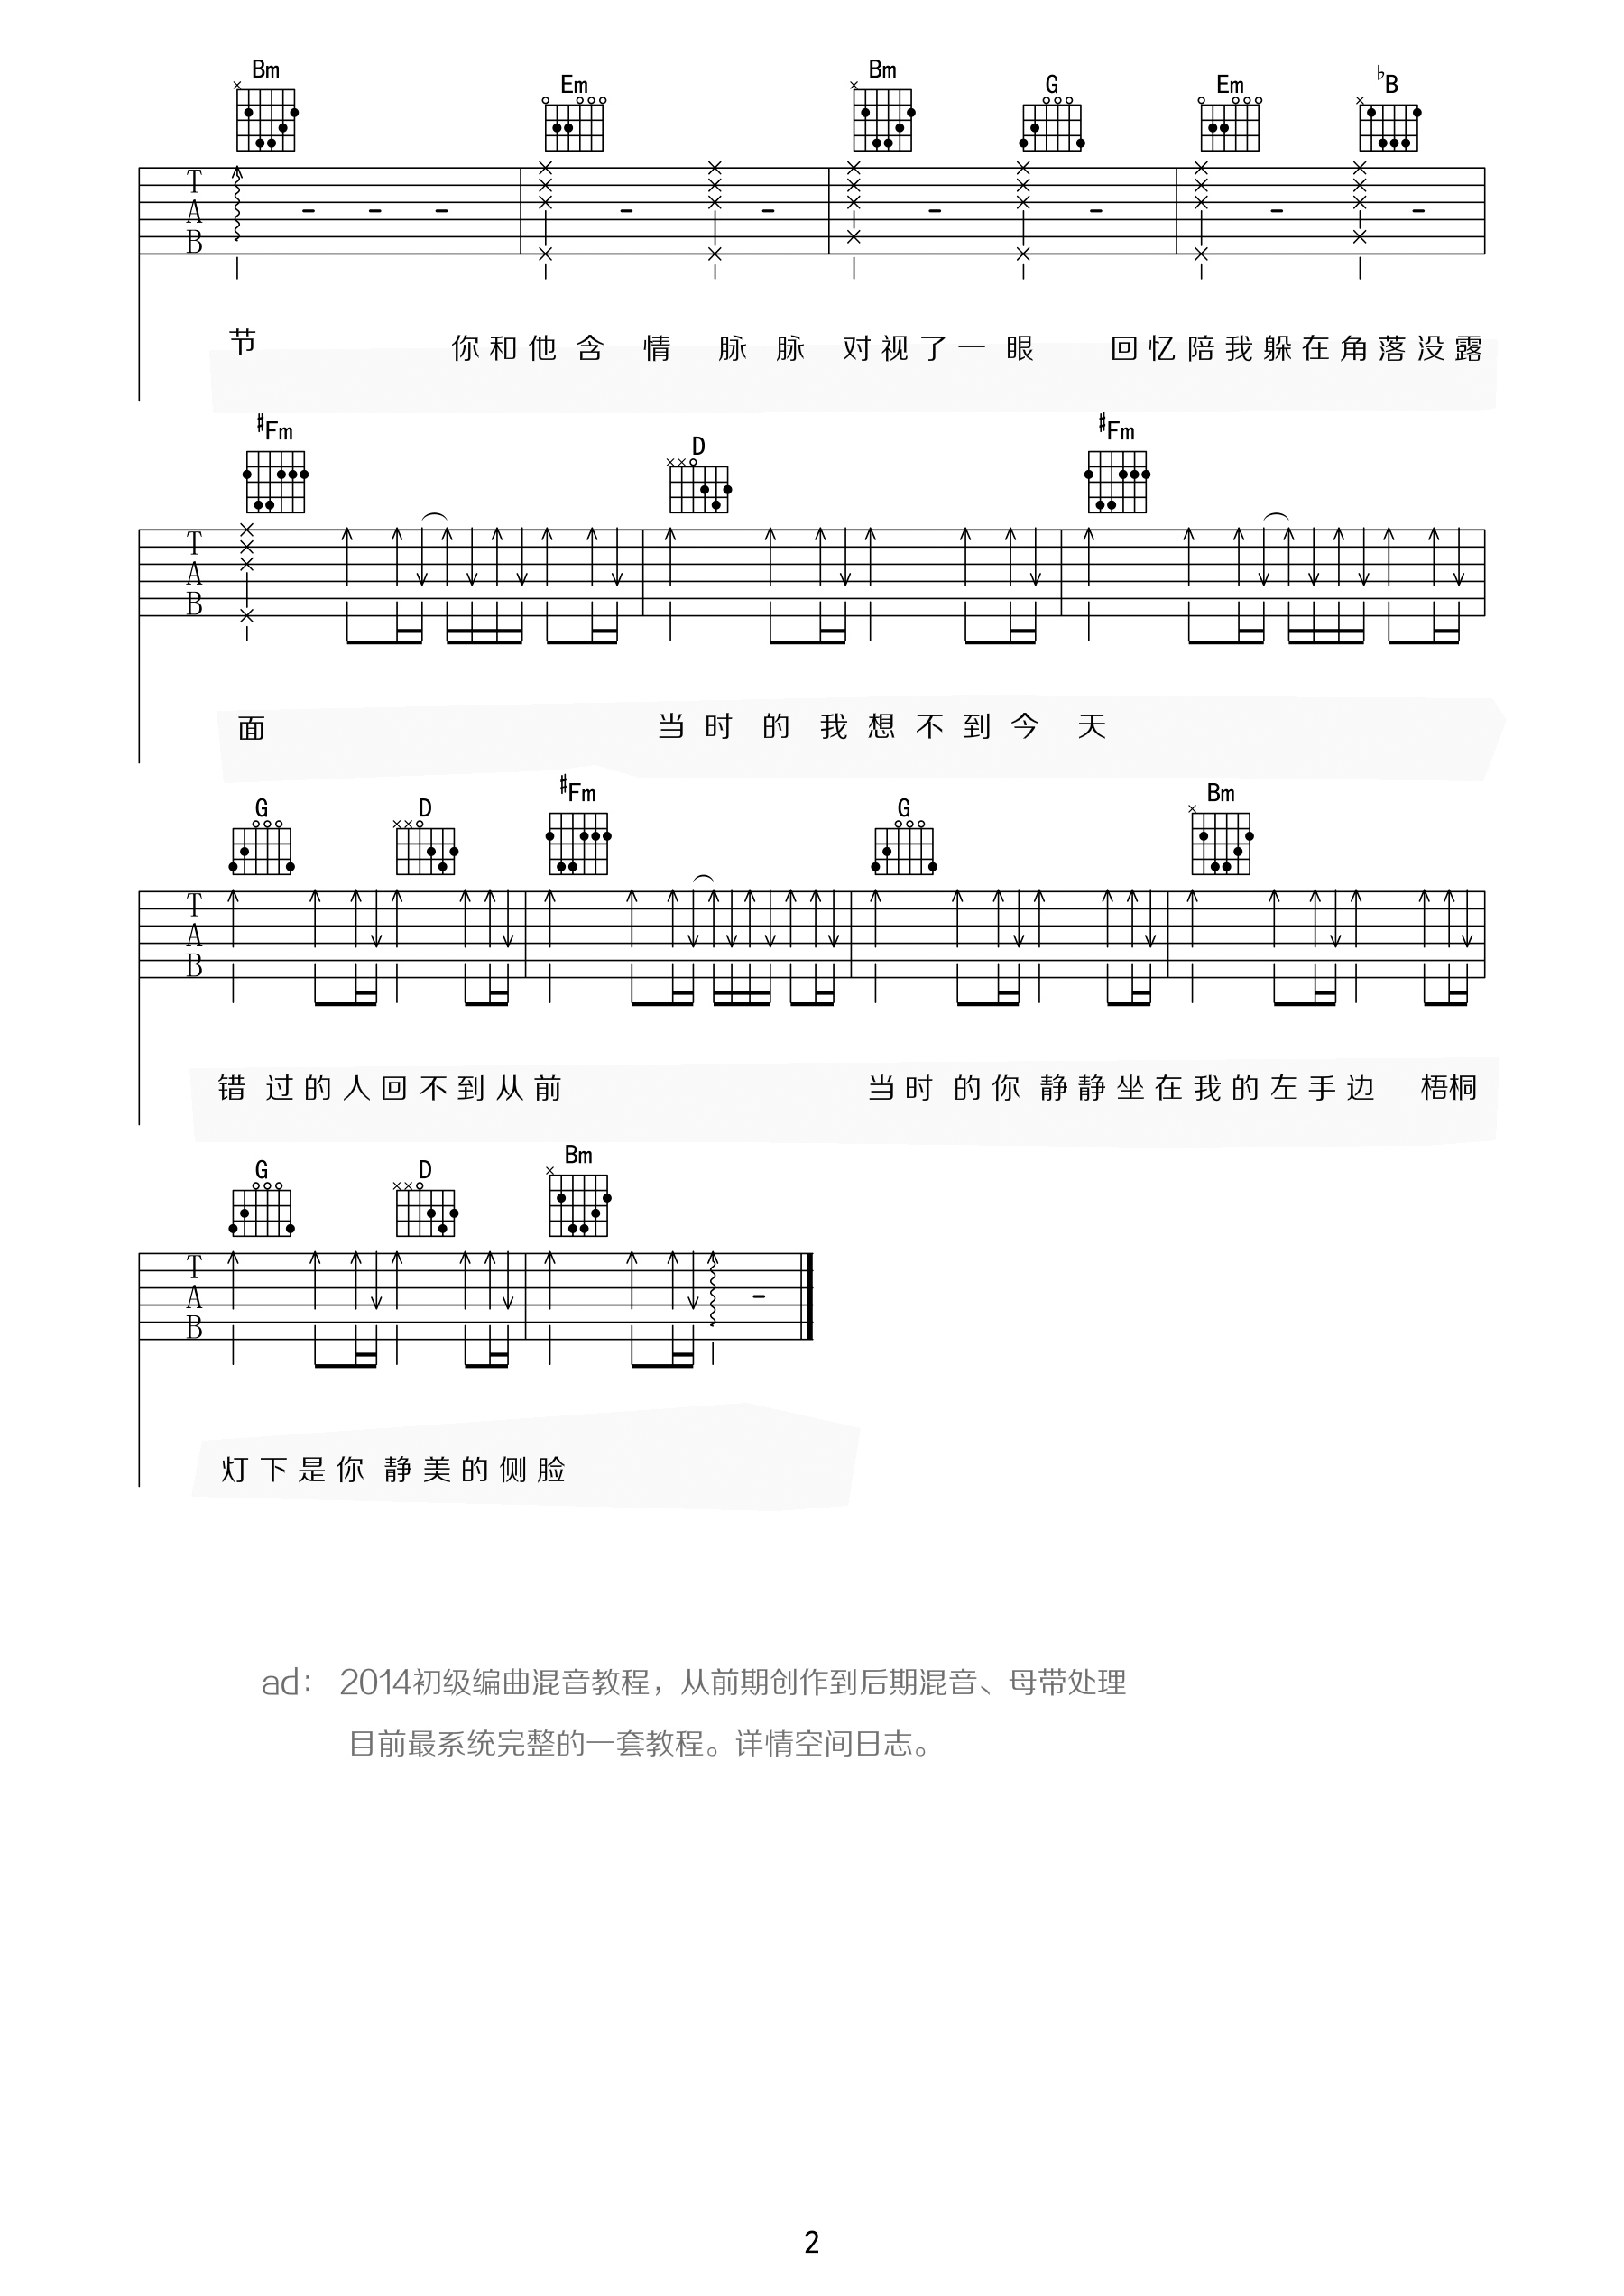 Bm Em Bm G Em ♭B
T
A
B
节 你和他含 情 脉 脉 对视了一 眼 回忆陪我躲在角落没露
♯Fm D ♯Fm
T
A
B
面 当 时 的 我 想 不 到 今 天
G D ♯Fm G Bm
T
A
B
错 过的人回不到从前 当时 的你 静静坐在我的左手边 梧桐
G D Bm
T
A
B
灯下是你 静美的侧脸
ad： 2014初级编曲混音教程，从前期创作到后期混音、母带处理
目前最系统完整的一套教程。详情空间日志。
2